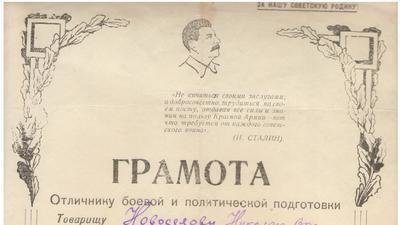 ЗА НАШУ СОВЕТСКУЮ РОДИНУ!
„Не кичиться своими заслугами,
а добросовестно трудиться на сво-
ем посту, отдавая все силы и зна-
ния на пользу Красной Армии - вот
что требуется от каждого совет-
ского воина".
(И. СТАЛИН).
ГРАМОТА
Отличнику боевой и политической подготовки
Товарищу Новоселову Николаю